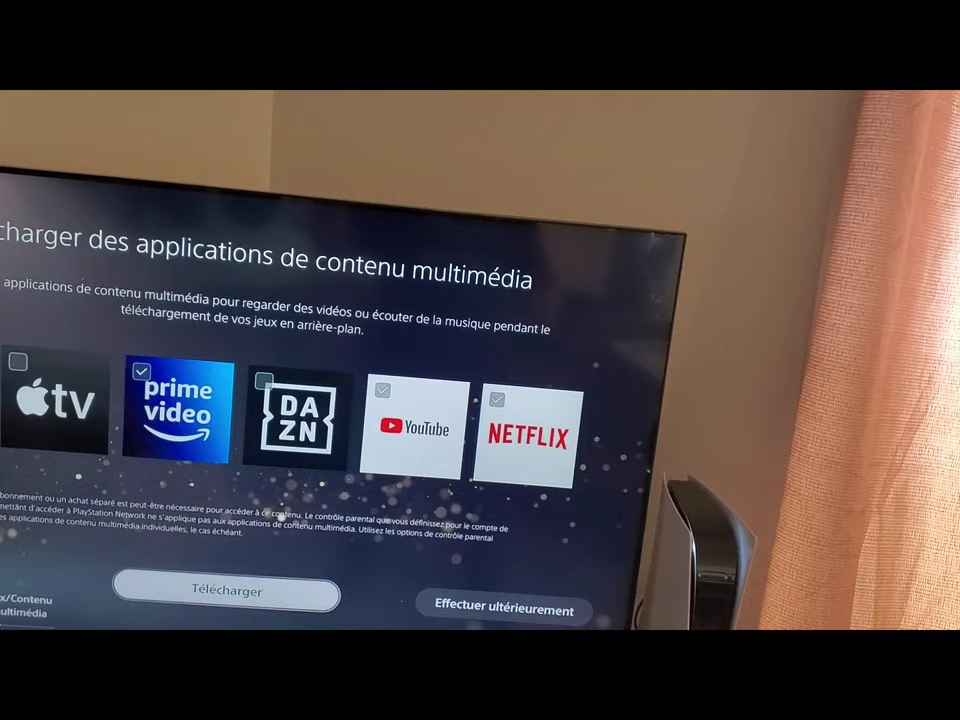 charger des applications de contenu multimédia
applications de contenu multimédia pour regarder des vidéos ou écouter de la musique pendant le
téléchargement de vos jeux en arrière-plan.
tv
prime video
DAZN
YouTube
NETFLIX
bonnement ou un achat séparé est peut-être nécessaire pour accéder à ce contenu. Le contrôle parental que vous définissez pour le compte de
mettant d'accéder à PlayStation Network ne s'applique pas aux applications de contenu multimédia. Utilisez les options de contrôle parental
es applications de contenu multimédia individuelles, le cas échéant.
Télécharger
x/Contenu
ultimédia
Effectuer ultérieurement